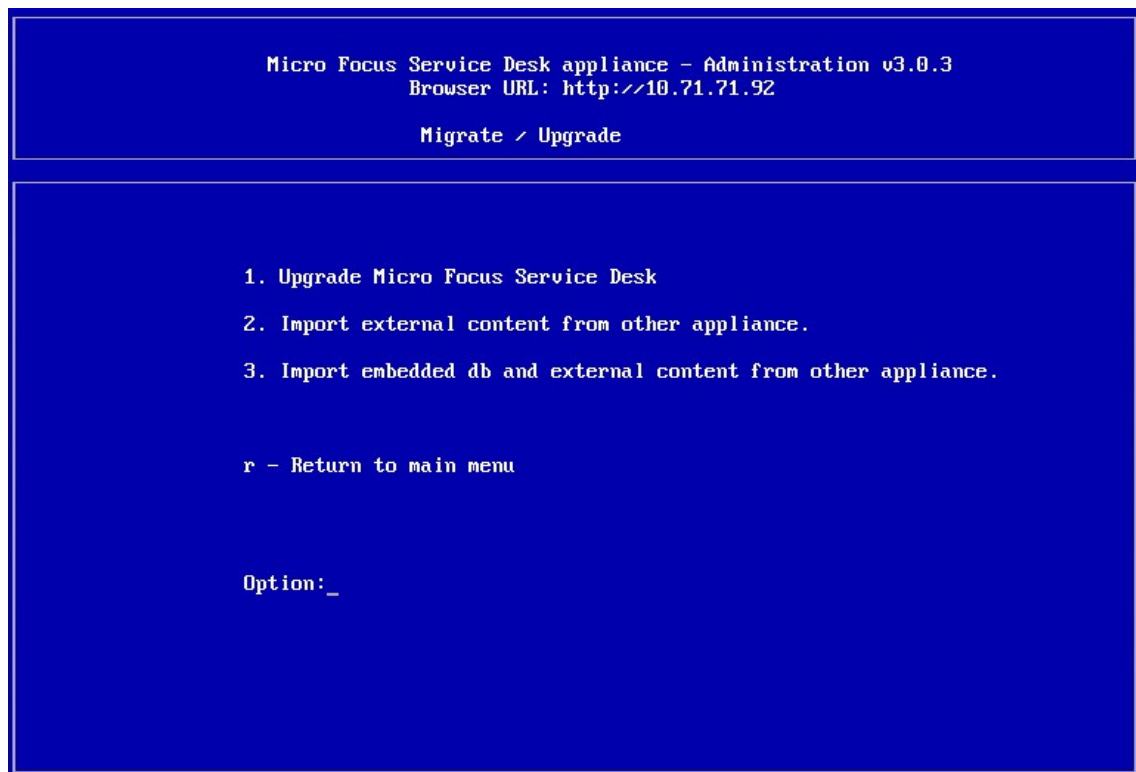 Micro Focus Service Desk appliance - Administration v3.0.3
Browser URL: http://10.71.71.92
Migrate / Upgrade
1. Upgrade Micro Focus Service Desk
2. Import external content from other appliance.
3. Import embedded db and external content from other appliance.
r - Return to main menu
Option:_